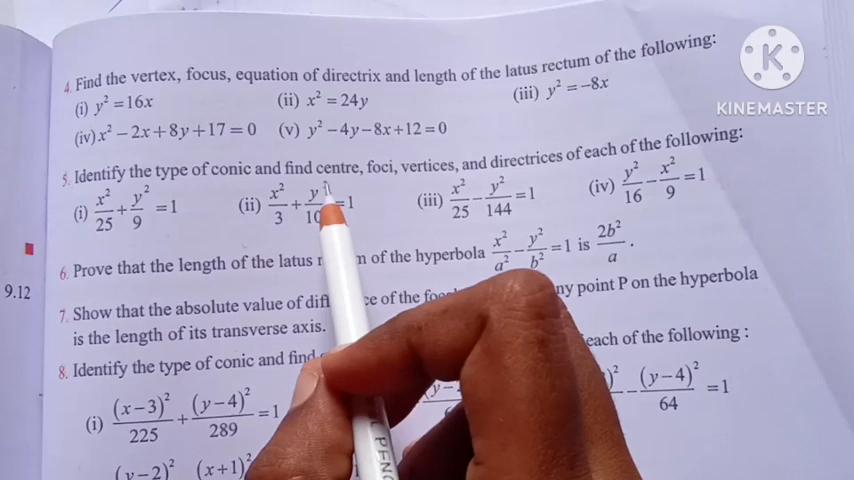 K
KINEMASTER
4. Find the vertex, focus, equation of directrix and length of the latus rectum of the following:
(i) y² = 16x (ii) x² = 24y (iii) y² = −8x
(iv) x² − 2x + 8y + 17 = 0 (v) y² − 4y − 8x + 12 = 0
5. Identify the type of conic and find centre, foci, vertices, and directrices of each of the following:
(i) x²/25 + y²/9 = 1 (ii) x²/3 + y²/10 = 1 (iii) x²/25 − y²/144 = 1 (iv) y²/16 − x²/9 = 1
6. Prove that the length of the latus of the hyperbola x²/a² − y²/b² = 1 is 2b²/a .
9.12
7. Show that the absolute value of of the point P on the hyperbola
is the length of its transverse axis.
8. Identify the type of conic and find each of the following :
(i) (x−3)²/225 + (y−4)²/289 = 1 − (y−4)²/64 = 1
(y−2)² (x+1)²
PENC